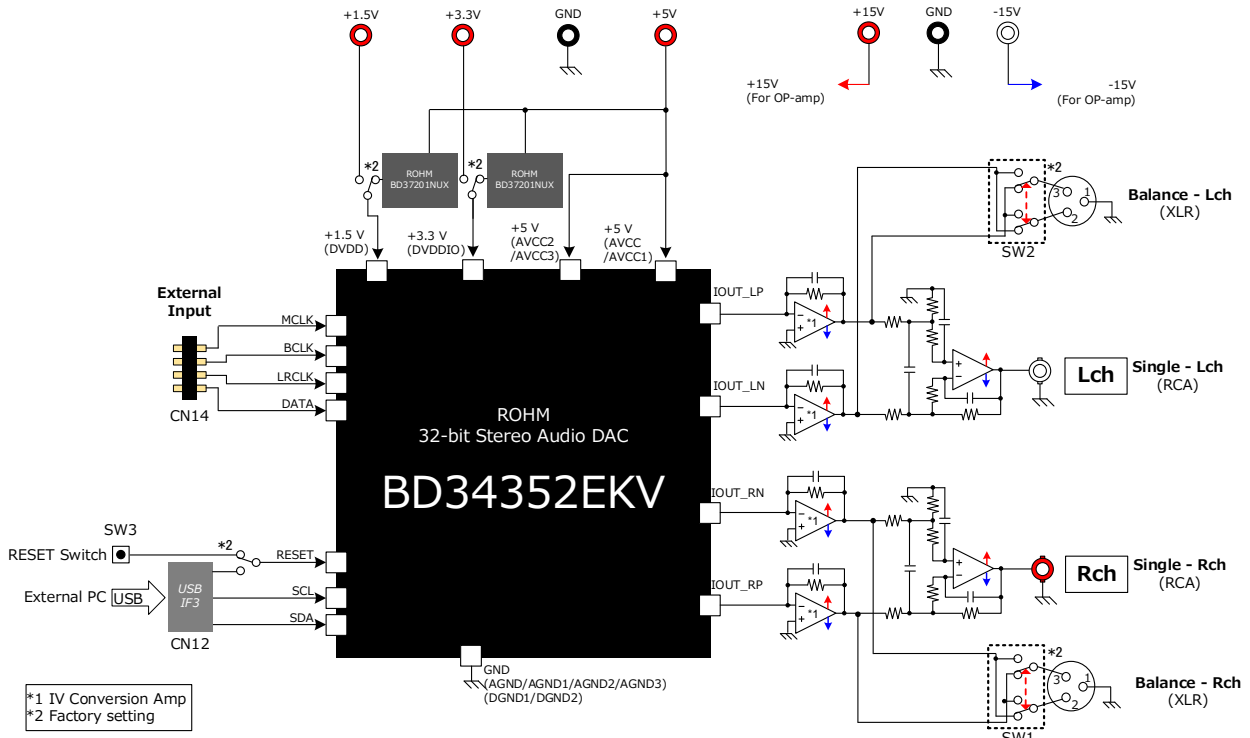 +1.5V
+3.3V
GND
+5V
+15V
GND
-15V
+15V
(For OP-amp)
-15V
(For OP-amp)
*2
ROHM
BD37201NUX
*2
ROHM
BD37201NUX
+1.5 V
(DVDD)
+3.3 V
(DVDDIO)
+5 V
(AVCC2
/AVCC3)
+5 V
(AVCC
/AVCC1)
*2
3
1
2
SW2
Balance - Lch
(XLR)
External
Input
MCLK
BCLK
LRCLK
DATA
CN14
IOUT_LP
*1
IOUT_LN
*1
Lch
Single - Lch
(RCA)
ROHM
32-bit Stereo Audio DAC
BD34352EKV
IOUT_RN
*1
IOUT_RP
*1
Rch
Single - Rch
(RCA)
SW3
RESET Switch
*2
RESET
External PC
USB
USB
IF3
SCL
SDA
CN12
GND
(AGND/AGND1/AGND2/AGND3)
(DGND1/DGND2)
*2
3
1
2
SW1
Balance - Rch
(XLR)
*1 IV Conversion Amp
*2 Factory setting